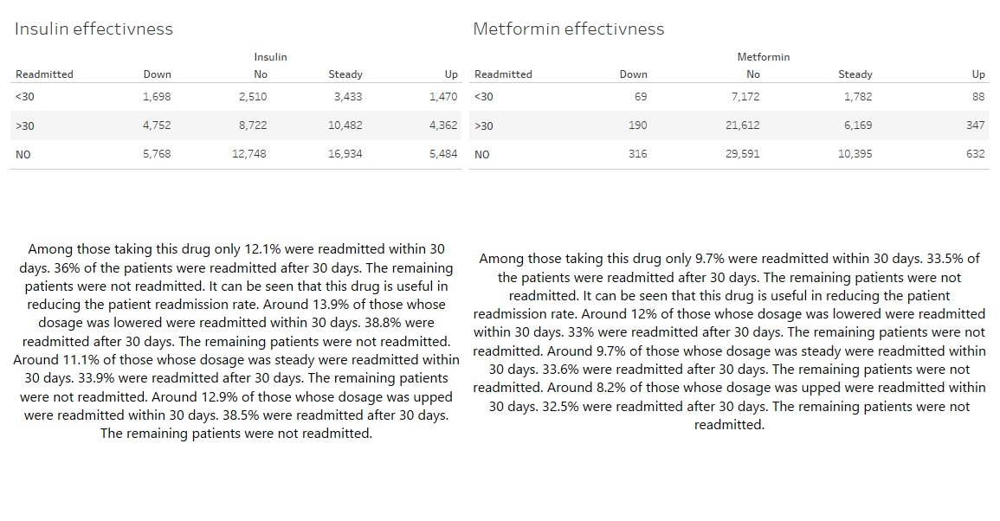 Insulin effectivness
Insulin
Readmitted Down No Steady Up
<30 1,698 2,510 3,433 1,470
>30 4,752 8,722 10,482 4,362
NO 5,768 12,748 16,934 5,484
Among those taking this drug only 12.1% were readmitted within 30
days. 36% of the patients were readmitted after 30 days. The remaining
patients were not readmitted. It can be seen that this drug is useful in
reducing the patient readmission rate. Around 13.9% of those whose
dosage was lowered were readmitted within 30 days. 38.8% were
readmitted after 30 days. The remaining patients were not readmitted.
Around 11.1% of those whose dosage was steady were readmitted within
30 days. 33.9% were readmitted after 30 days. The remaining patients
were not readmitted. Around 12.9% of those whose dosage was upped
were readmitted within 30 days. 38.5% were readmitted after 30 days.
The remaining patients were not readmitted.
Metformin effectivness
Metformin
Readmitted Down No Steady Up
<30 69 7,172 1,782 88
>30 190 21,612 6,169 347
NO 316 29,591 10,395 632
Among those taking this drug only 9.7% were readmitted within 30 days. 33.5% of
the patients were readmitted after 30 days. The remaining patients were not
readmitted. It can be seen that this drug is useful in reducing the patient
readmission rate. Around 12% of those whose dosage was lowered were readmitted
within 30 days. 33% were readmitted after 30 days. The remaining patients were not
readmitted. Around 9.7% of those whose dosage was steady were readmitted within
30 days. 33.6% were readmitted after 30 days. The remaining patients were not
readmitted. Around 8.2% of those whose dosage was upped were readmitted within
30 days. 32.5% were readmitted after 30 days. The remaining patients were not
readmitted.